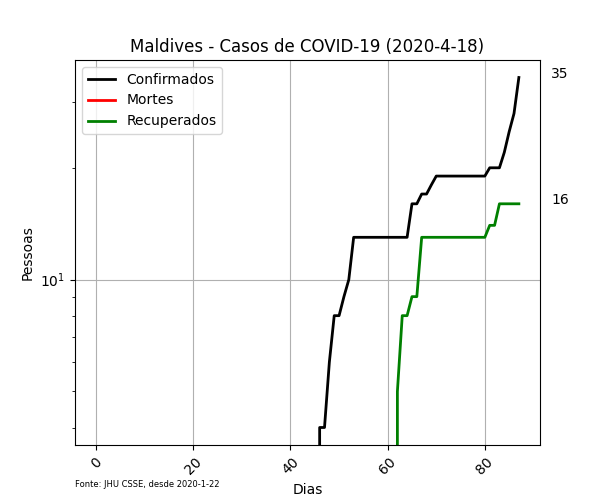 Maldives - Casos de COVID-19 (2020-4-18)
Confirmados
Mortes
Recuperados
35
16
Pessoas
10¹
0
20
40
60
80
Dias
Fonte: JHU CSSE, desde 2020-1-22